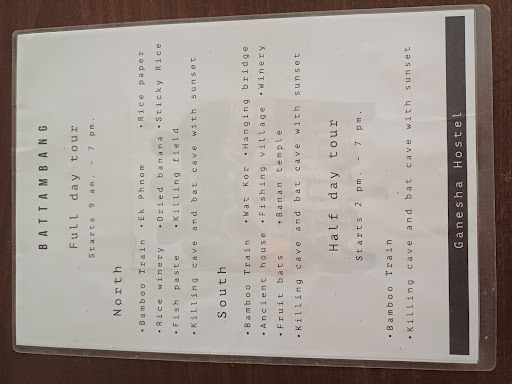 BATTAMBANG
Full day tour
Starts 9 am. - 7 pm.
North
•Bamboo Train •Ek Phnom •Rice paper
•Rice winery •Dried banana •Sticky Rice
•Fish paste •Killing field
•Killing cave and bat cave with sunset
South
•Bamboo Train •Wat Kor •Hanging bridge
•Ancient house •Fishing village •Winery
•Fruit bats •Banan temple
•Killing cave and bat cave with sunset
Half day tour
Starts 2 pm. - 7 pm.
•Bamboo Train
•Killing cave and bat cave with sunset
Ganesha Hostel